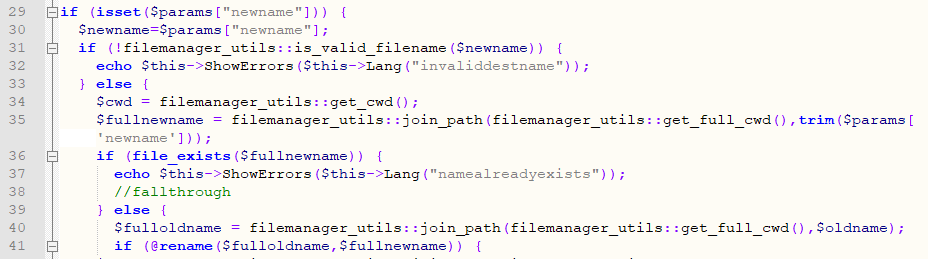 29 if (isset($params["newname"])) {
30 $newname=$params["newname"];
31 if (!filemanager_utils::is_valid_filename($newname)) {
32 echo $this->ShowErrors($this->Lang("invaliddestname"));
33 } else {
34 $cwd = filemanager_utils::get_cwd();
35 $fullnewname = filemanager_utils::join_path(filemanager_utils::get_full_cwd(),trim($params[
'newname']));
36 if (file_exists($fullnewname)) {
37 echo $this->ShowErrors($this->Lang("namealreadyexists"));
38 //fallthrough
39 } else {
40 $fulloldname = filemanager_utils::join_path(filemanager_utils::get_full_cwd(),$oldname);
41 if (@rename($fulloldname,$fullnewname)) {